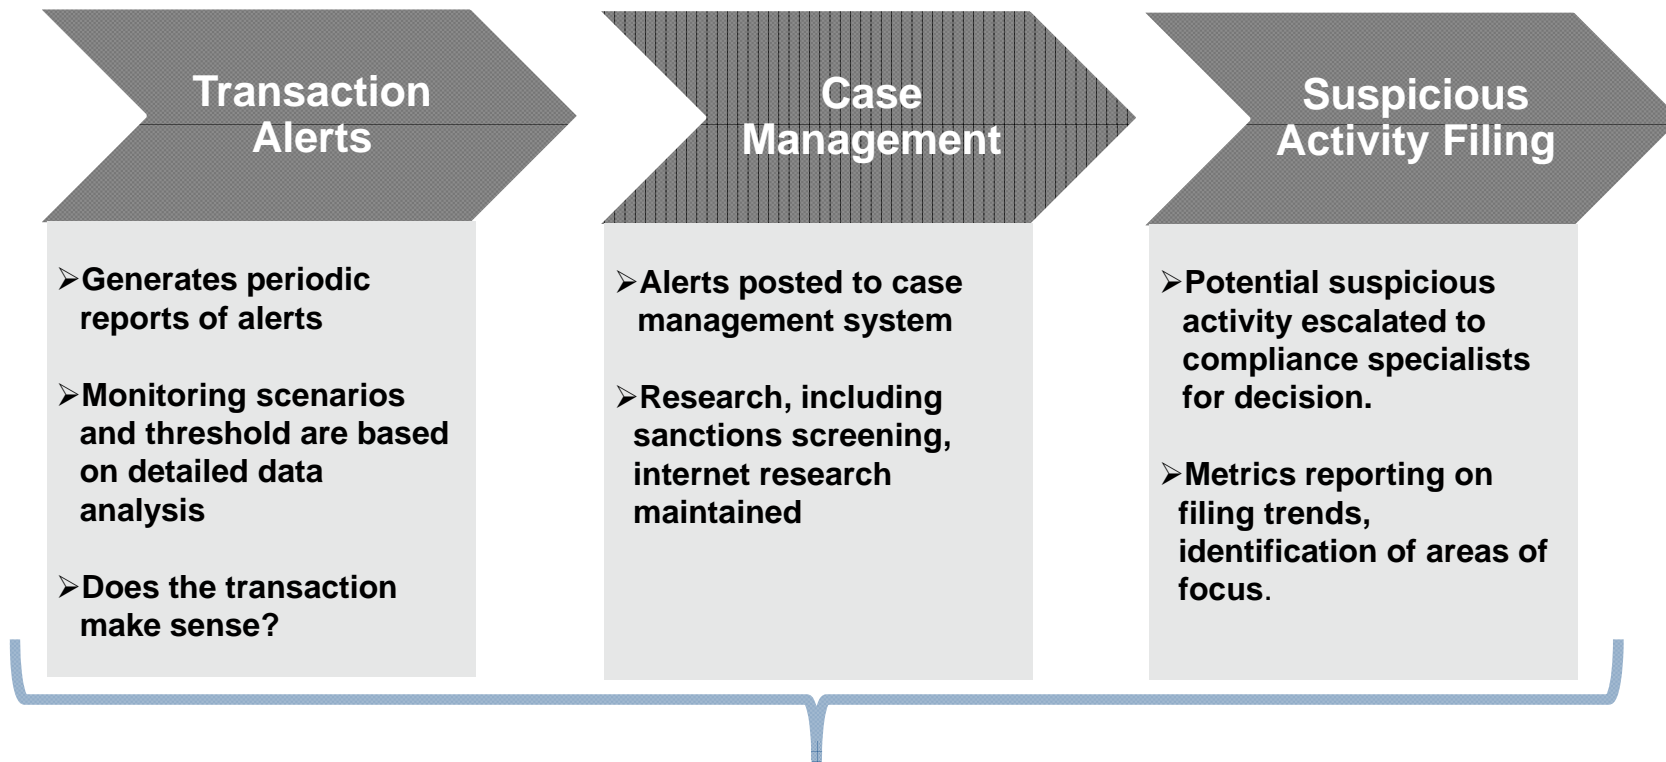 Transaction
Alerts
➢Generates periodic
reports of alerts
➢Monitoring scenarios
and threshold are based
on detailed data
analysis
➢Does the transaction
make sense?
Case
Management
➢Alerts posted to case
management system
➢Research, including
sanctions screening,
internet research
maintained
Suspicious
Activity Filing
➢Potential suspicious
activity escalated to
compliance specialists
for decision.
➢Metrics reporting on
filing trends,
identification of areas of
focus.